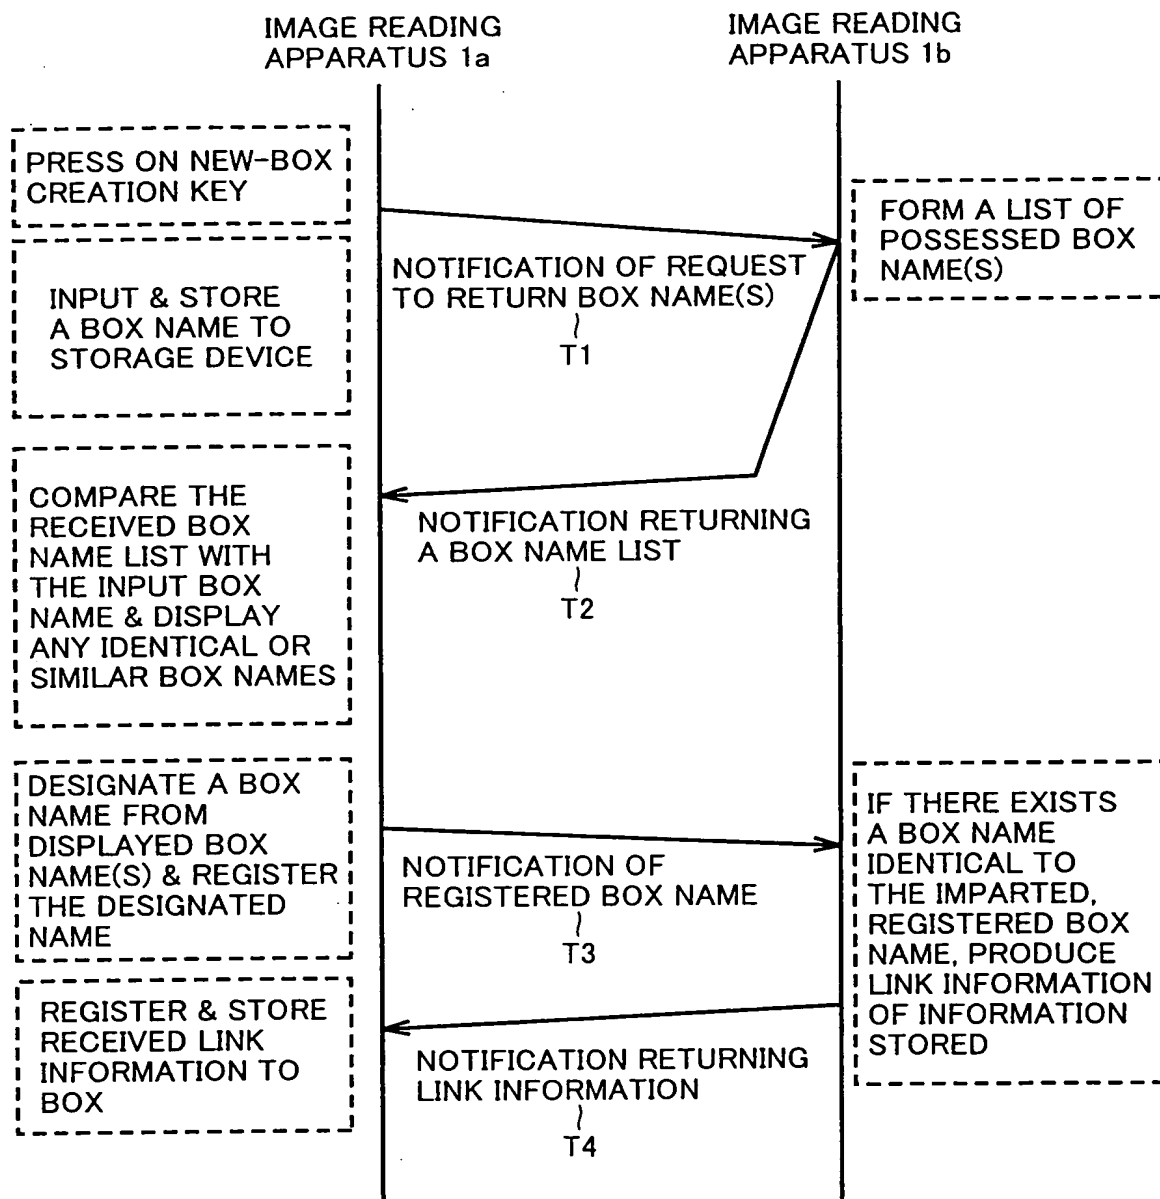 IMAGE READING
APPARATUS 1a
IMAGE READING
APPARATUS 1b
PRESS ON NEW-BOX
CREATION KEY
FORM A LIST OF
POSSESSED BOX
NAME(S)
NOTIFICATION OF REQUEST
TO RETURN BOX NAME(S)
T1
INPUT & STORE
A BOX NAME TO
STORAGE DEVICE
COMPARE THE
RECEIVED BOX
NAME LIST WITH
THE INPUT BOX
NAME & DISPLAY
ANY IDENTICAL OR
SIMILAR BOX NAMES
NOTIFICATION RETURNING
A BOX NAME LIST
T2
DESIGNATE A BOX
NAME FROM
DISPLAYED BOX
NAME(S) & REGISTER
THE DESIGNATED
NAME
NOTIFICATION OF
REGISTERED BOX NAME
T3
IF THERE EXISTS
A BOX NAME
IDENTICAL TO
THE IMPARTED,
REGISTERED BOX
NAME, PRODUCE
LINK INFORMATION
OF INFORMATION
STORED
REGISTER & STORE
RECEIVED LINK
INFORMATION TO
BOX
NOTIFICATION RETURNING
LINK INFORMATION
T4